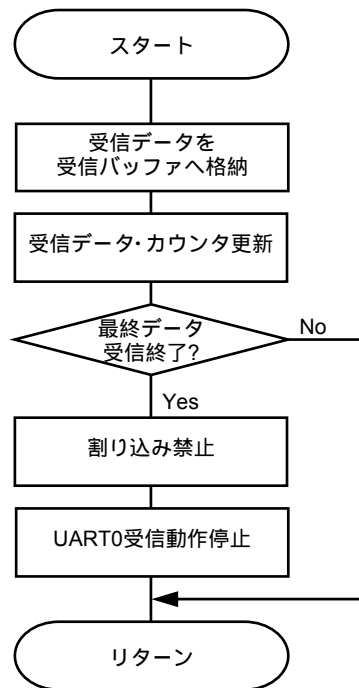 スタート
受信データを
受信バッファへ格納
受信データ・カウンタ更新
最終データ
受信終了?
No
Yes
割り込み禁止
UART0受信動作停止
リターン